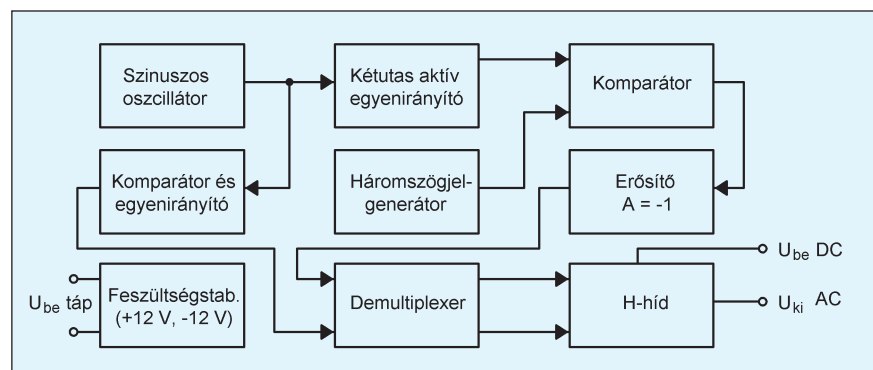 Szinuszos
oszcillátor
Kétutas aktív
egyenirányító
Komparátor
Komparátor és
egyenirányító
Háromszögjel-
generátor
Erősítő
A = -1
Ube táp
Feszültségstab.
(+12 V, -12 V)
Demultiplexer
H-híd
Ube DC
Uki AC